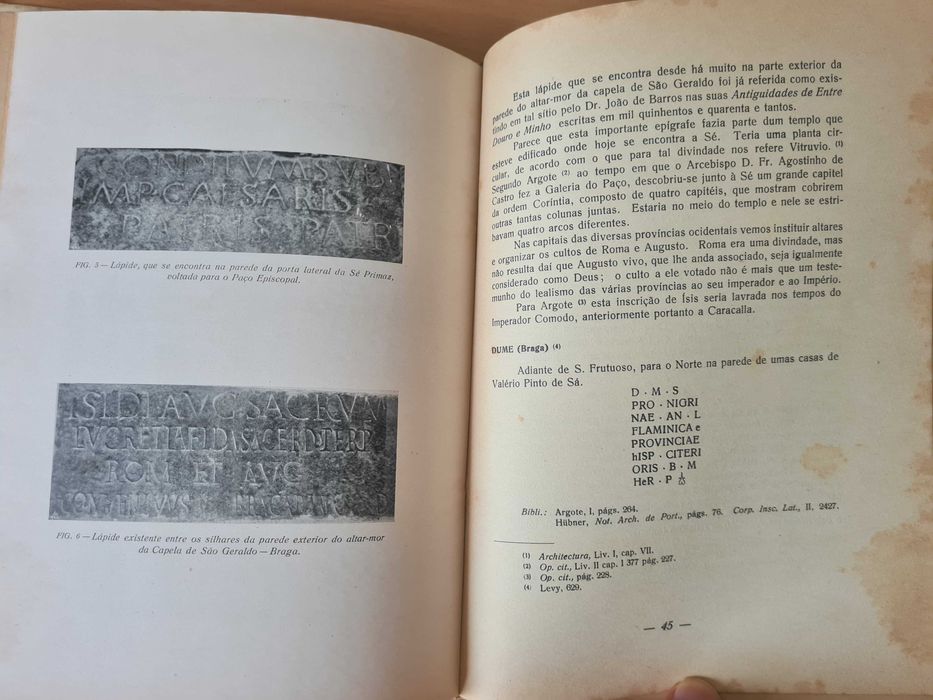 CONDITVM SVB
IMP CAESARIS
PATRIS PATR
FIG. 5 — Lápide, que se encontra na parede da porta lateral da Sé Primaz,
voltada para o Paço Episcopal.
ISIDI AVG SACRVM
LVCRETIA FIDA SACERD PERP
ROM ET AVG
CONVENTVVS
FIG. 6 — Lápide existente entre os silhares da parede exterior do altar-mor
da Capela de São Geraldo — Braga.
Esta lápide que se encontra desde há muito na parte exterior da
parede do altar-mor da capela de São Geraldo foi já referida como exis-
tindo em tal sítio pelo Dr. João de Barros nas suas Antiguidades de Entre
Douro e Minho escritas em mil quinhentos e quarenta e tantos.
Parece que esta importante epígrafe fazia parte dum templo que
esteve edificado onde hoje se encontra a Sé. Teria uma planta cir-
cular, de acordo com o que para tal divindade nos refere Vitruvio. (1)
Segundo Argote (2) ao tempo em que o Arcebispo D. Fr. Agostinho de
Castro fez a Galeria do Paço, descobriu-se junto à Sé um grande capitel
da ordem Coríntia, composto de quatro capitéis, que mostram cobrirem
outras tantas colunas juntas. Estaria no meio do templo e nele se estri-
bavam quatro arcos diferentes.
Nas capitais das diversas províncias ocidentais vemos instituir altares
e organizar os cultos de Roma e Augusto. Roma era uma divindade, mas
não resulta daí que Augusto vivo, que lhe anda associado, seja igualmente
considerado como Deus; o culto a ele votado não é mais que um teste-
munho do lealismo das várias províncias ao seu imperador e ao Império.
Para Argote (3) esta inscrição de Ísis seria lavrada nos tempos do
Imperador Comodo, anteriormente portanto a Caracalla.
DUME (Braga) (4)
Adiante de S. Frutuoso, para o Norte na parede de umas casas de
Valério Pinto de Sá.
D · M · S
PRO · NIGRI
NAE · AN · L
FLAMINICA e
PROVINCIAE
hISP · CITERI
ORIS · B · M
HeR · P
Bibli.: Argote, I, págs. 264.
Hübner, Not. Arch. de Port., págs. 76. Corp. Insc. Lat., II, 2427.
(1) Architectura, Liv. I, cap. VII.
(2) Op. cit., Liv. II cap. I 377 pág. 227.
(3) Op. cit., pág. 228.
(4) Levy, 629.
— 45 —